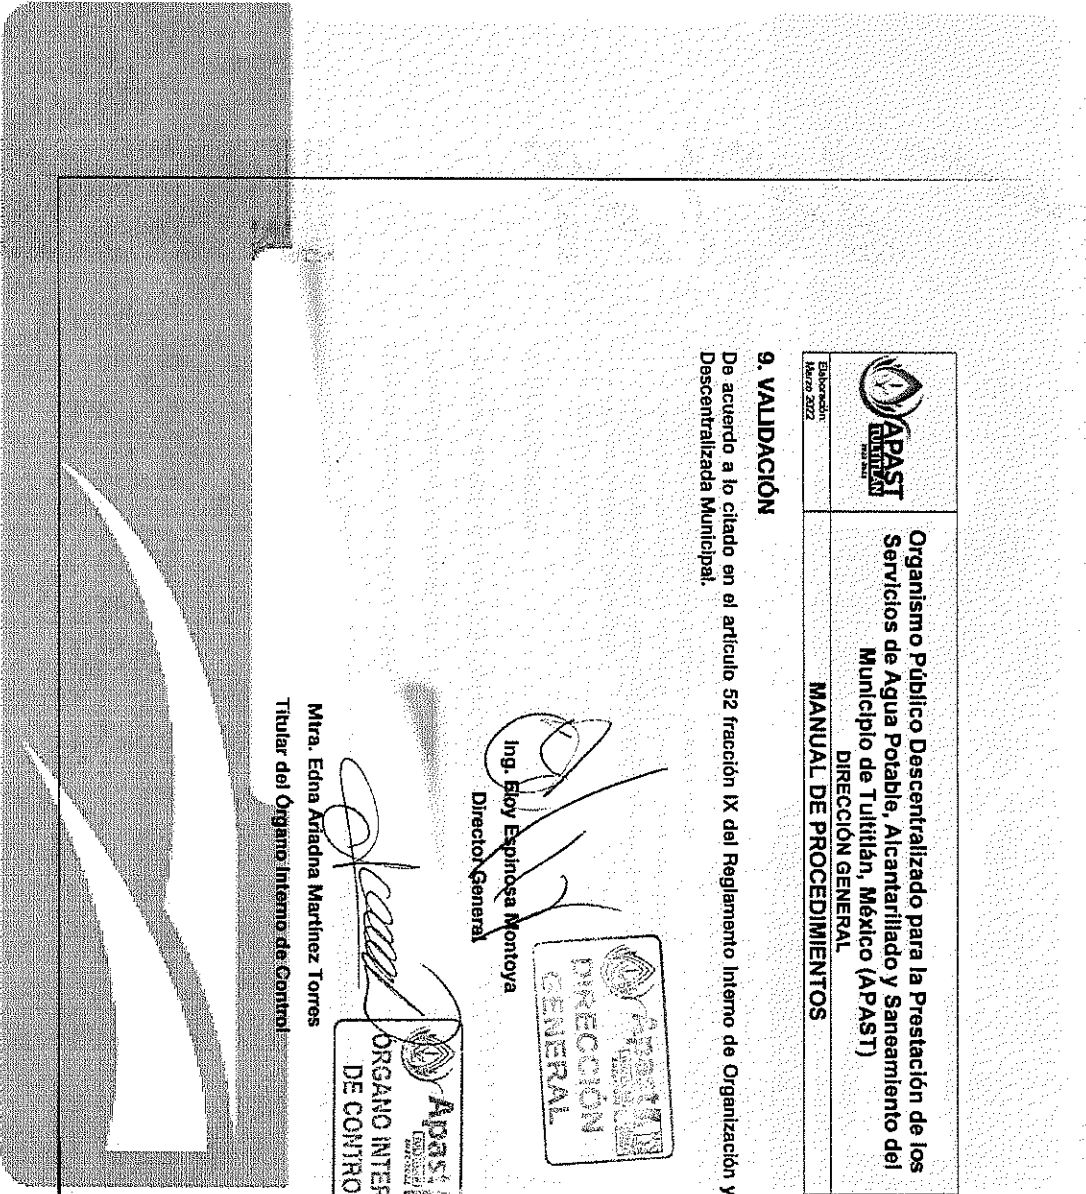 APAST
TULTITLÁN
Elaboración:
Marzo 2022
Organismo Público Descentralizado para la Prestación de los
Servicios de Agua Potable, Alcantarillado y Saneamiento del
Municipio de Tultitlán, México (APAST)
DIRECCIÓN GENERAL
MANUAL DE PROCEDIMIENTOS
9. VALIDACIÓN
De acuerdo a lo citado en el artículo 52 fracción IX del Reglamento Interno de Organización y
Descentralizada Municipal.
Ing. Eloy Espinosa Montoya
Director General
Apast
DIRECCIÓN
GENERAL
Mtra. Edna Ariadna Martínez Torres
Titular del Órgano Interno de Control
Apast
ORGANO INTER
DE CONTRO